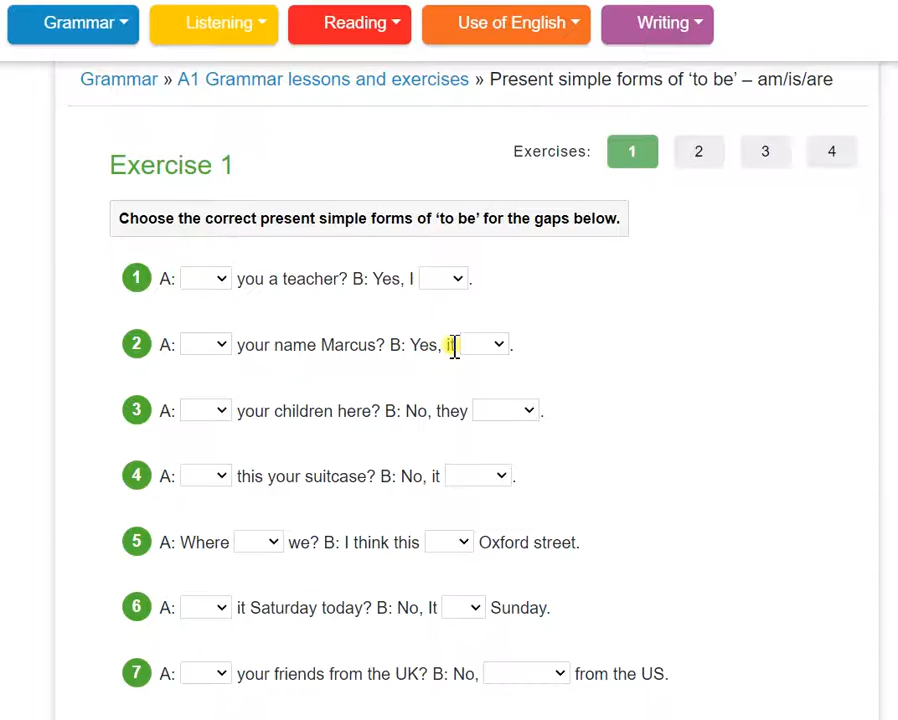 Grammar Listening Reading Use of English Writing
Grammar » A1 Grammar lessons and exercises » Present simple forms of ‘to be’ – am/is/are
Exercises: 1 2 3 4
Exercise 1
Choose the correct present simple forms of ‘to be’ for the gaps below.
1 A: you a teacher? B: Yes, I .
2 A: your name Marcus? B: Yes, it .
3 A: your children here? B: No, they .
4 A: this your suitcase? B: No, it .
5 A: Where we? B: I think this Oxford street.
6 A: it Saturday today? B: No, It Sunday.
7 A: your friends from the UK? B: No, from the US.